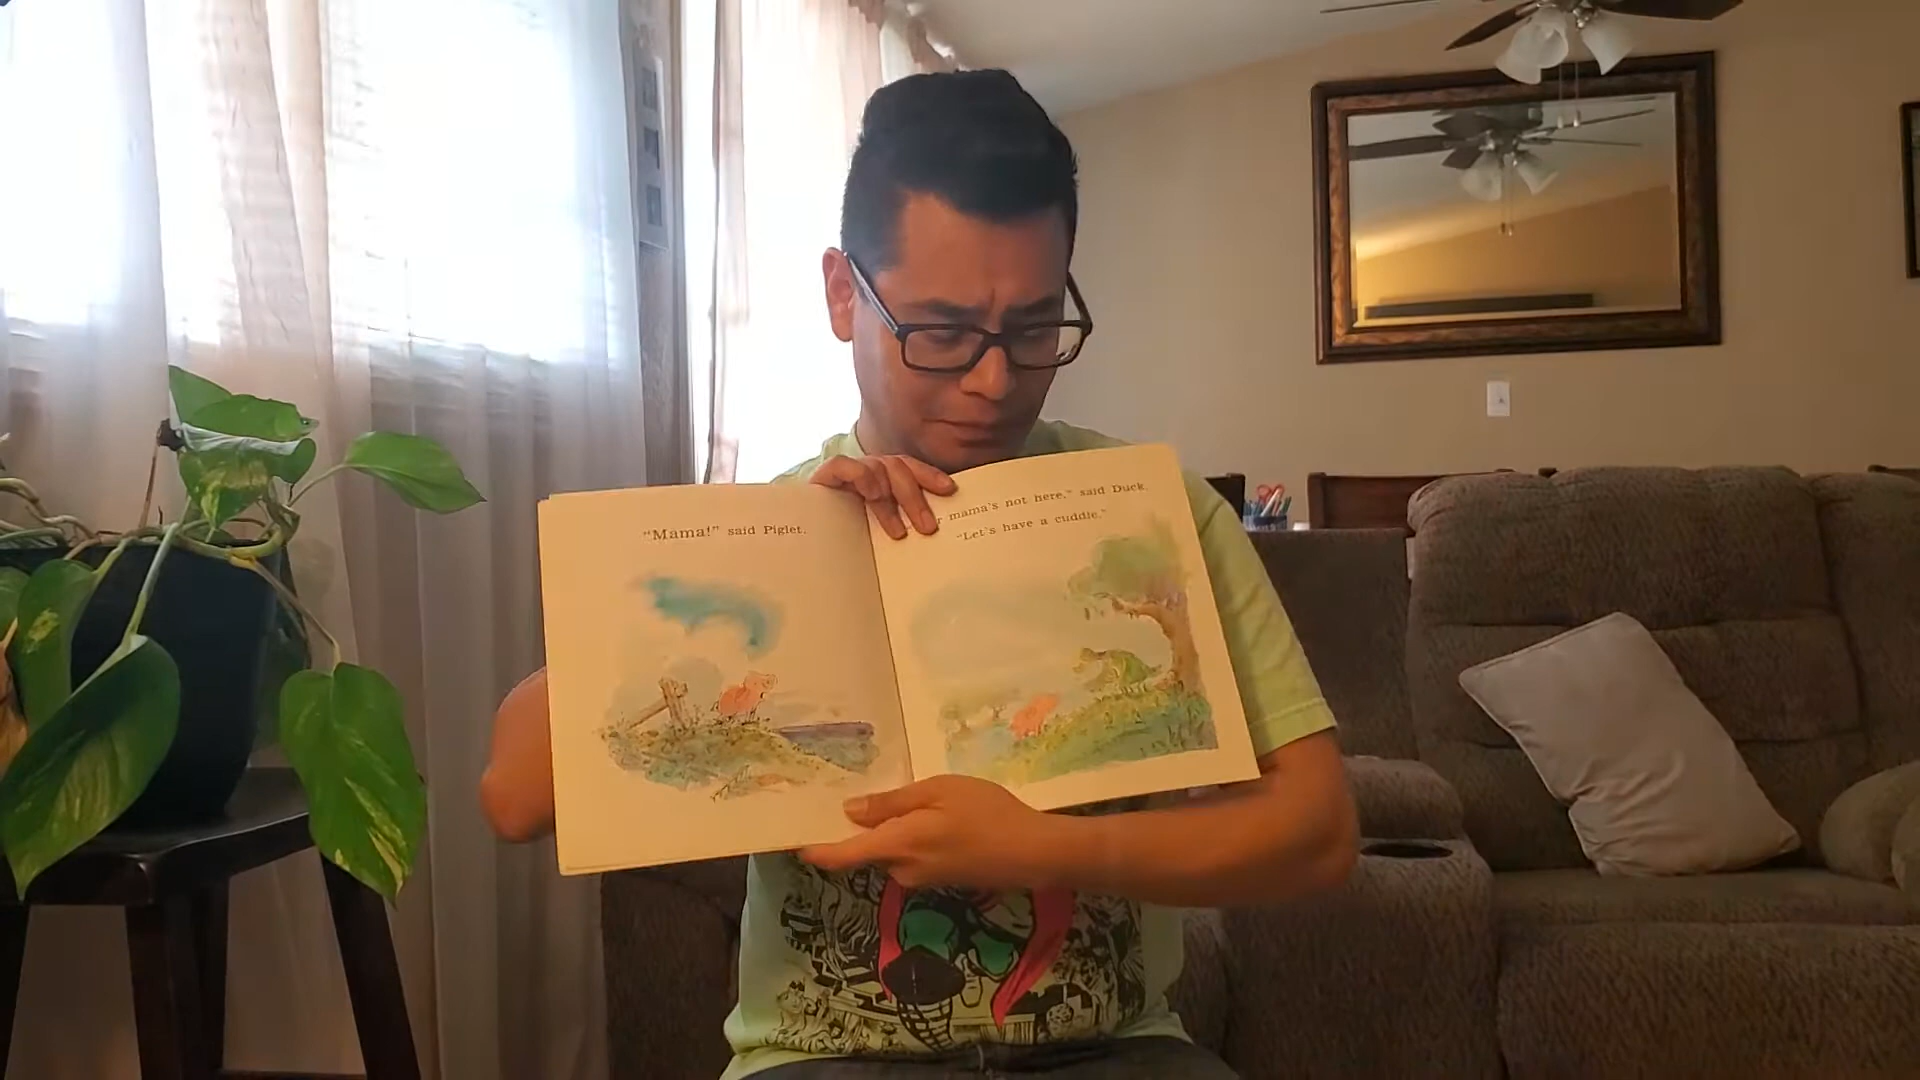 "Mama!" said Piglet.
mama's not here," said Duck.
"Let's have a cuddle."